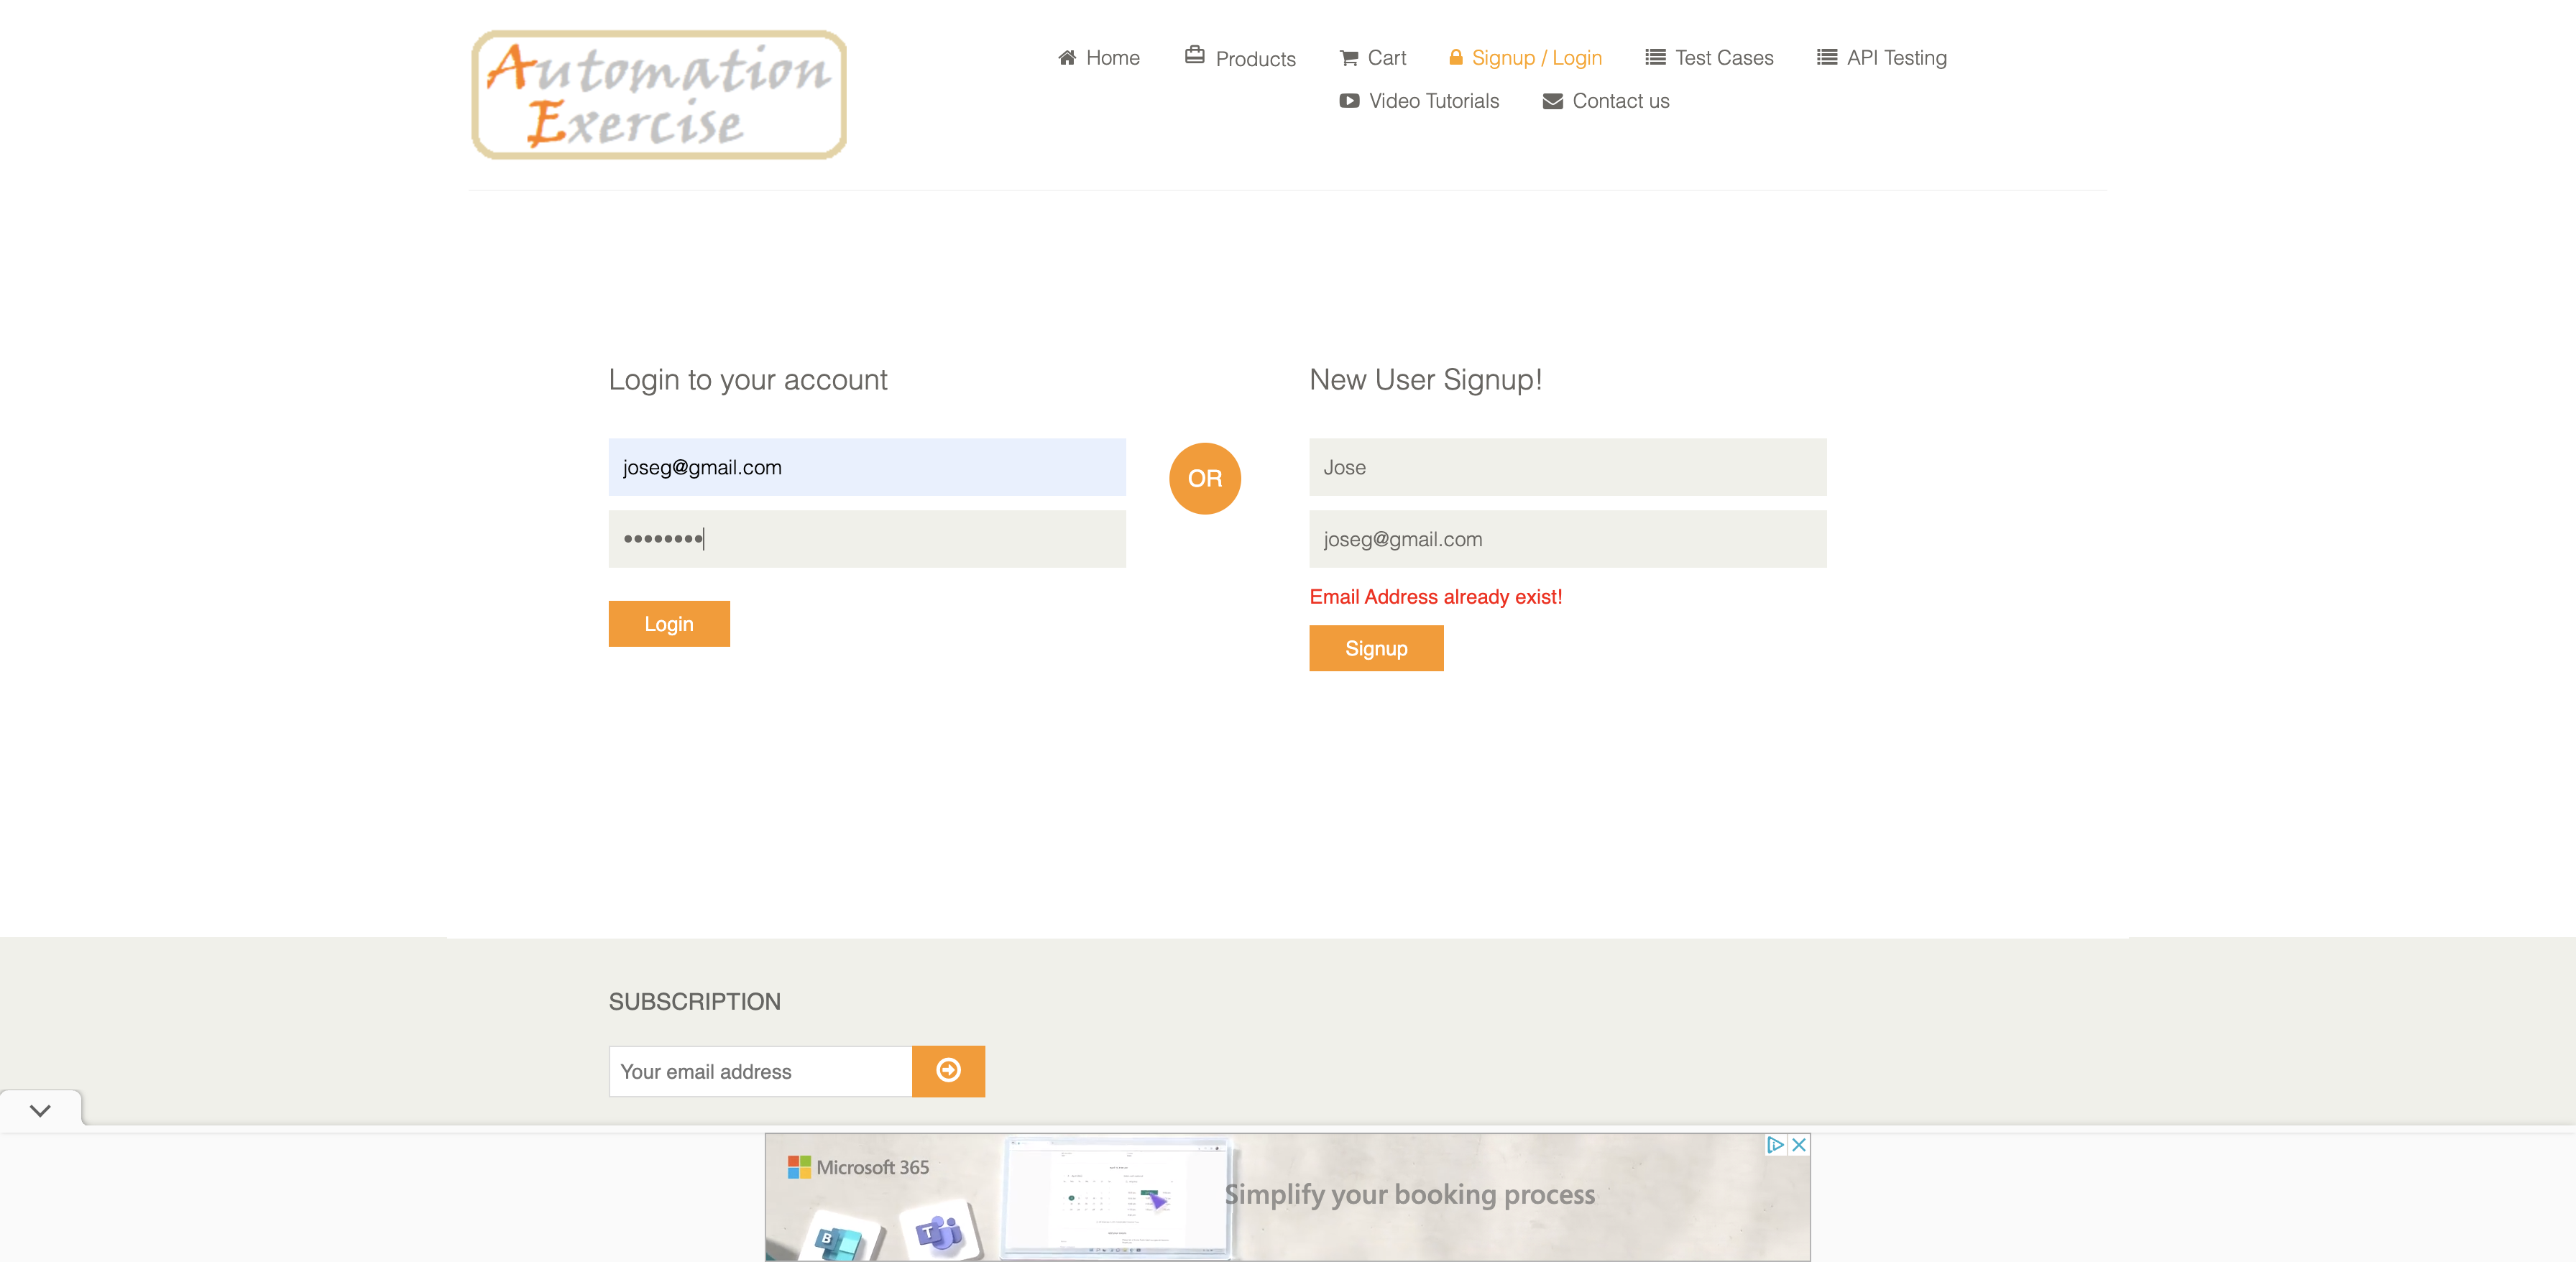 Automation
Exercise
Home
Products
Cart
Signup / Login
Test Cases
API Testing
Video Tutorials
Contact us
Login to your account
joseg@gmail.com
••••••••
Login
OR
New User Signup!
Jose
joseg@gmail.com
Email Address already exist!
Signup
SUBSCRIPTION
Your email address
Microsoft 365
Simplify your booking process
B
T